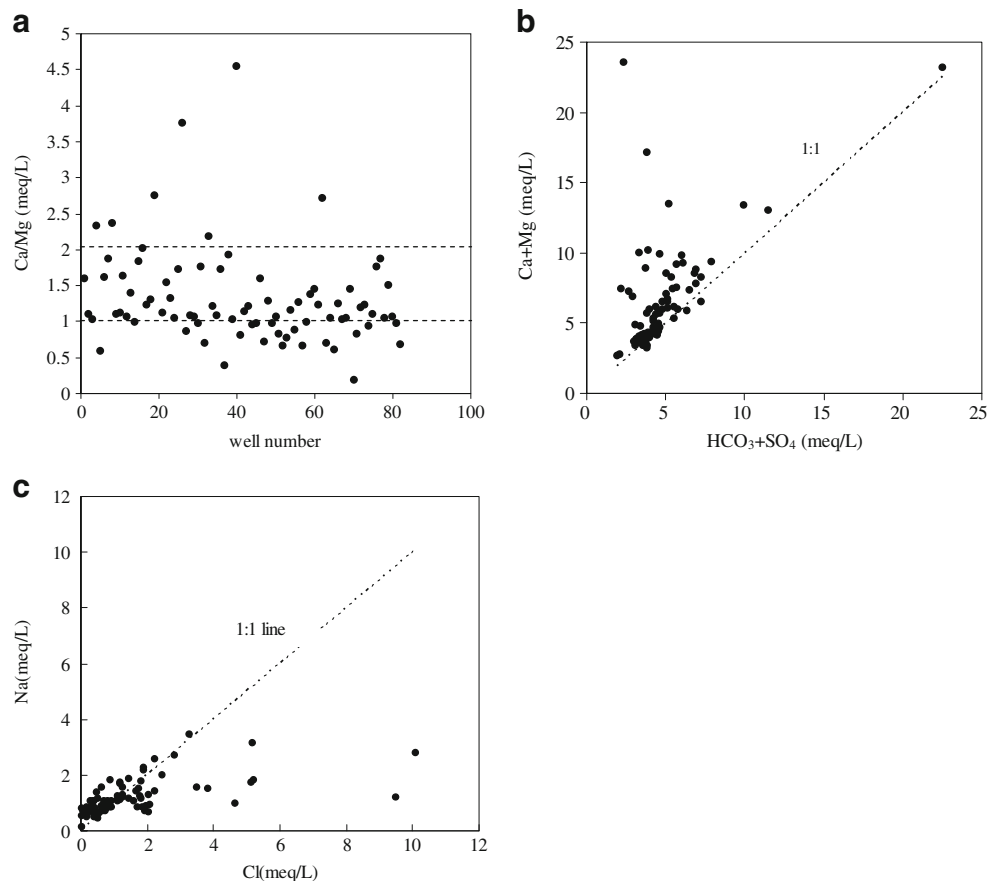 a
5
4.5
4
3.5
3
2.5
2
1.5
1
0.5
0
0 20 40 60 80 100
Ca/Mg (meq/L)
well number
b
25
20
15
10
5
0
0 5 10 15 20 25
Ca+Mg (meq/L)
1:1
HCO₃+SO₄ (meq/L)
c
12
10
8
6
4
2
0
0 2 4 6 8 10 12
Na(meq/L)
1:1 line
Cl(meq/L)